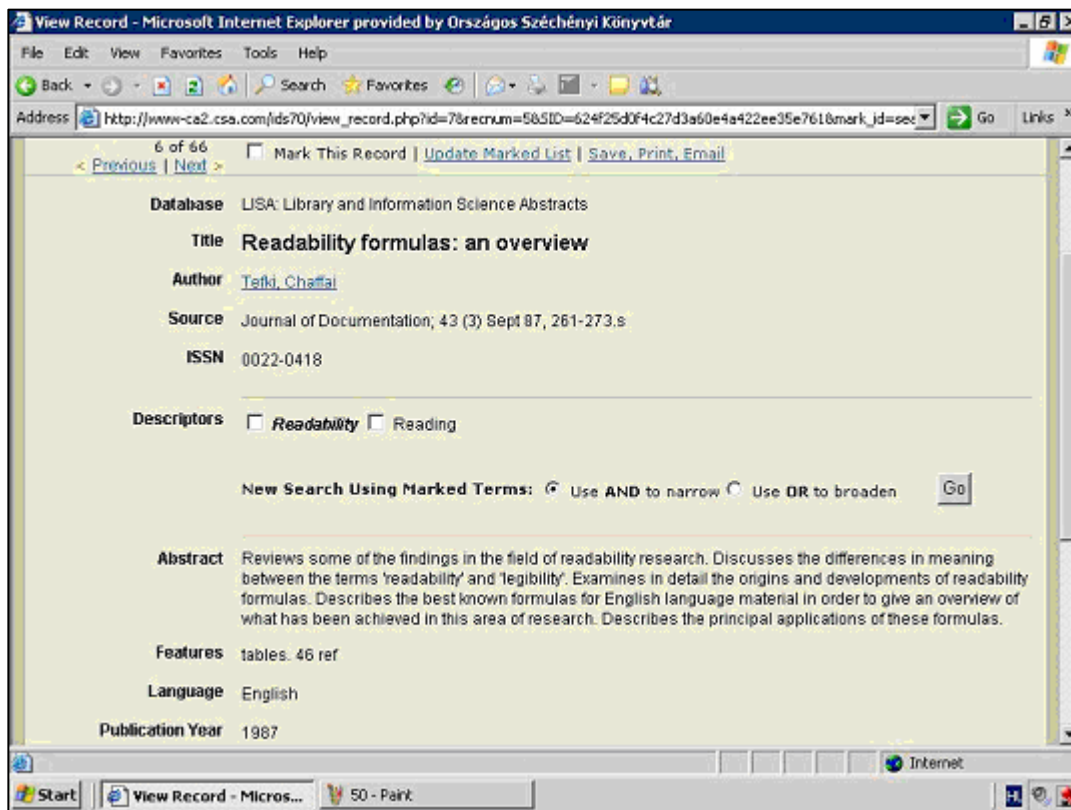 View Record - Microsoft Internet Explorer provided by Országos Széchényi Könyvtár
File Edit View Favorites Tools Help
Back Search Favorites
Address http://www-ca2.csa.com/ids70/view_record.php?id=7&recnum=5&SID=624f25d0f4c27d3a60e4a422ee35e761&mark_id=sea Go Links »
6 of 66
< Previous | Next > Mark This Record | Update Marked List | Save, Print, Email
Database LISA: Library and Information Science Abstracts
Title Readability formulas: an overview
Author Tefki, Chaffai
Source Journal of Documentation; 43 (3) Sept 87, 261-273.s
ISSN 0022-0418
Descriptors Readability Reading
New Search Using Marked Terms: Use AND to narrow Use OR to broaden Go
Abstract Reviews some of the findings in the field of readability research. Discusses the differences in meaning
between the terms 'readability' and 'legibility'. Examines in detail the origins and developments of readability
formulas. Describes the best known formulas for English language material in order to give an overview of
what has been achieved in this area of research. Describes the principal applications of these formulas.
Features tables. 46 ref
Language English
Publication Year 1987
Internet
Start View Record - Micros... 50 - Paint HU